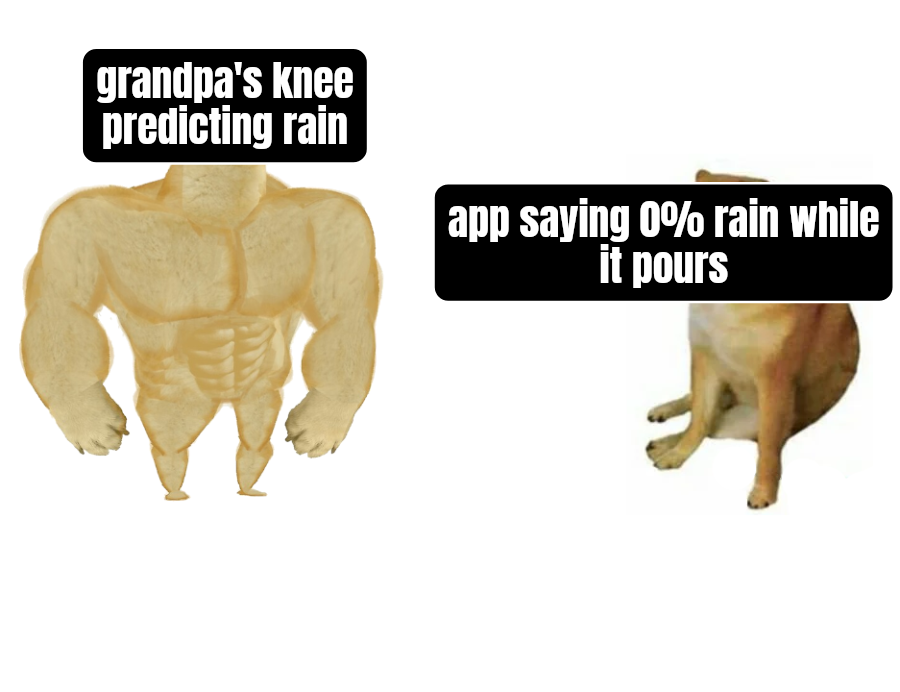 grandpa's knee
predicting rain
app saying 0% rain while
it pours